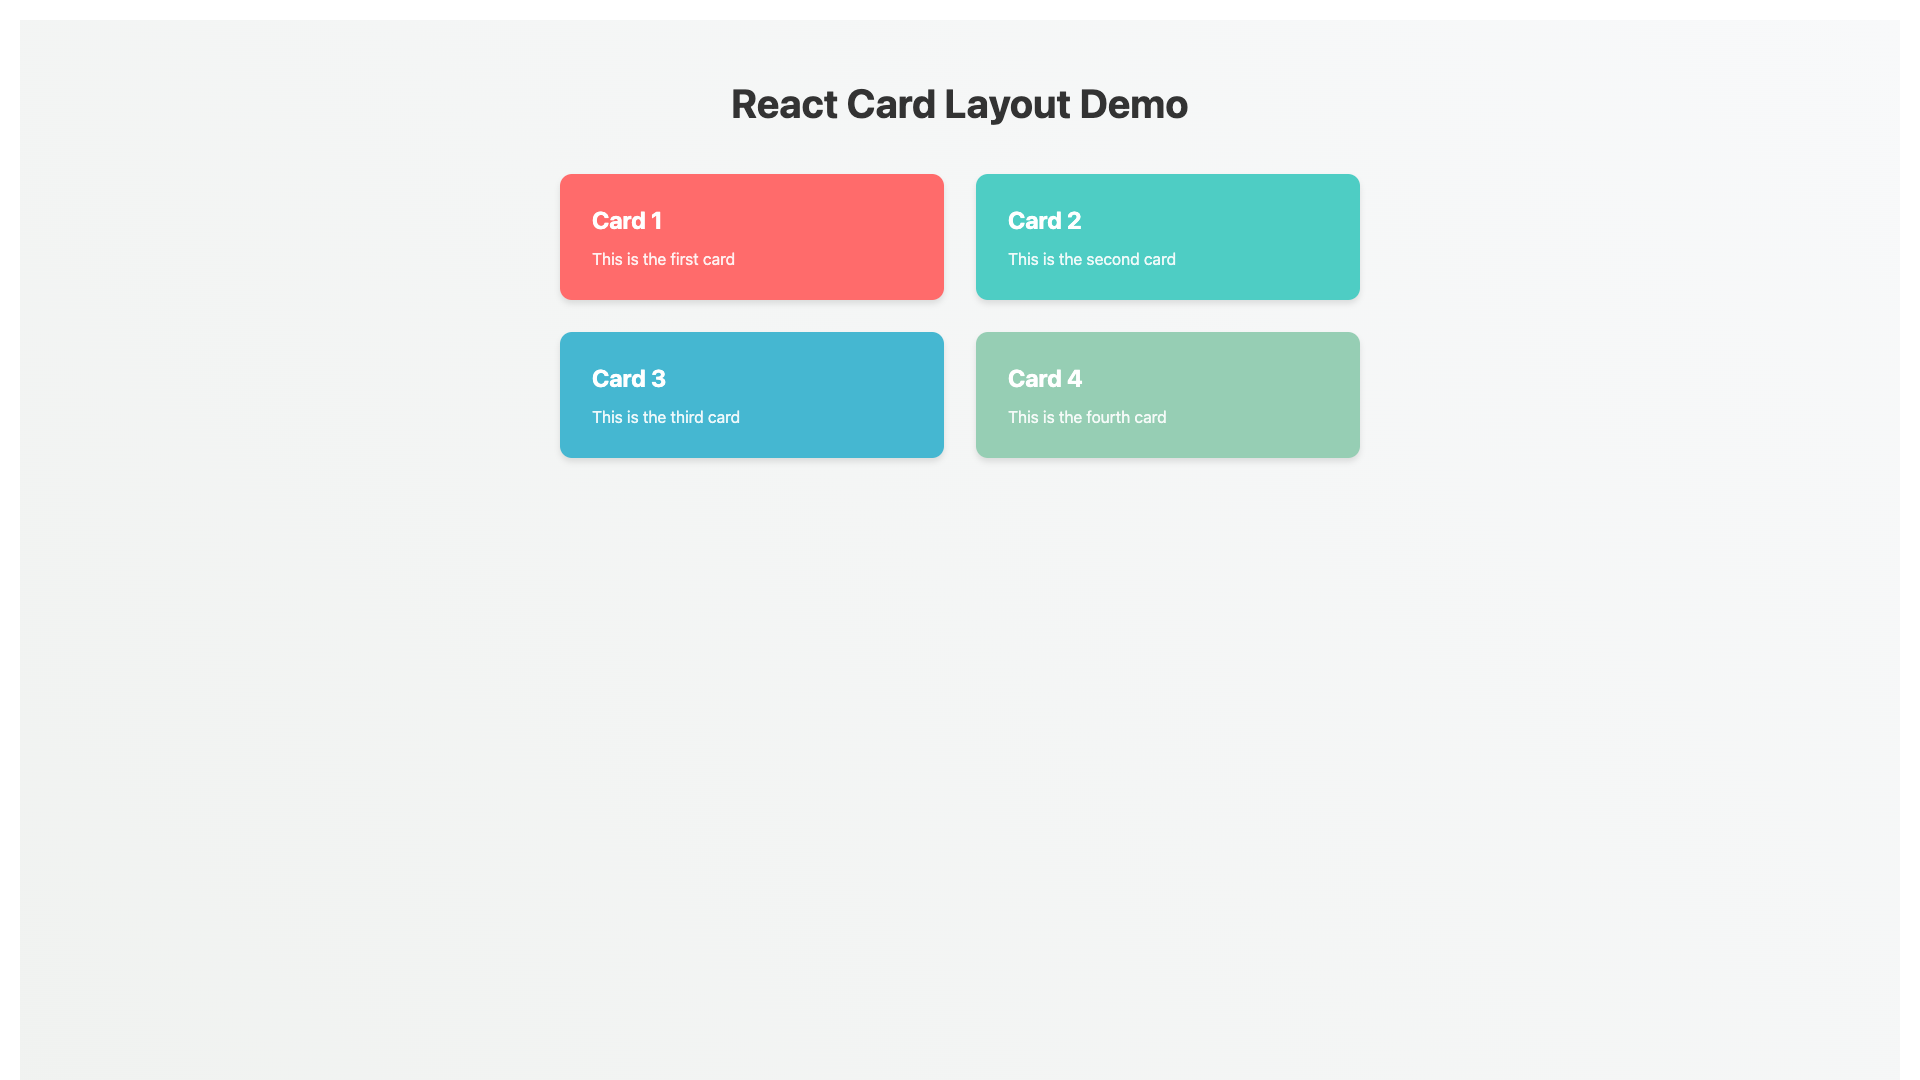 React Card Layout Demo
Card 1
This is the first card
Card 2
This is the second card
Card 3
This is the third card
Card 4
This is the fourth card